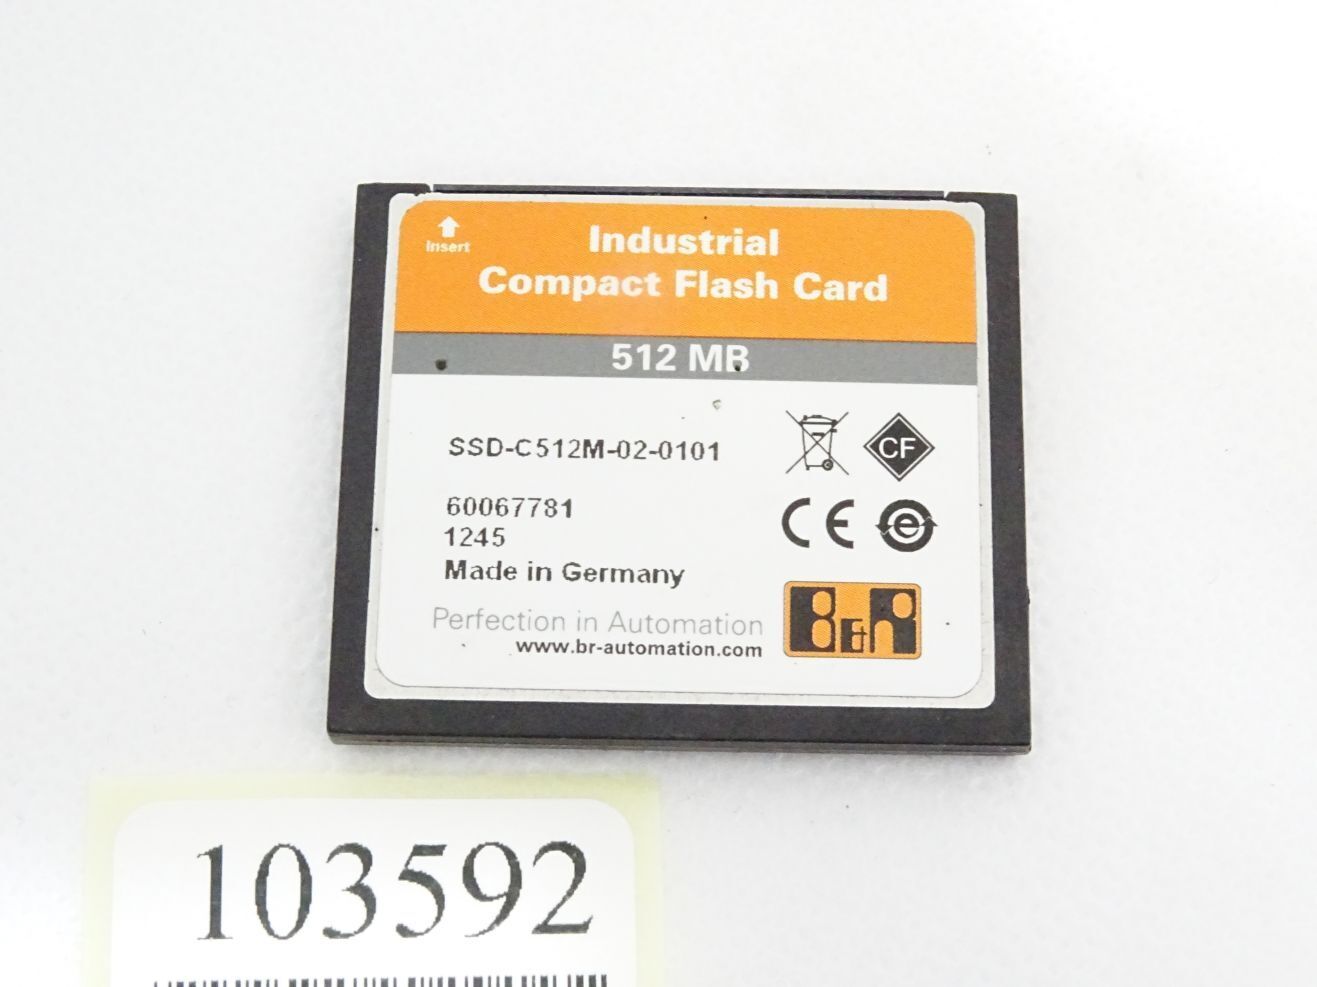 Insert
Industrial
Compact Flash Card
512 MB
SSD-C512M-02-0101
CF
60067781
CE
e
1245
Made in Germany
B&R
Perfection in Automation
www.br-automation.com
103592